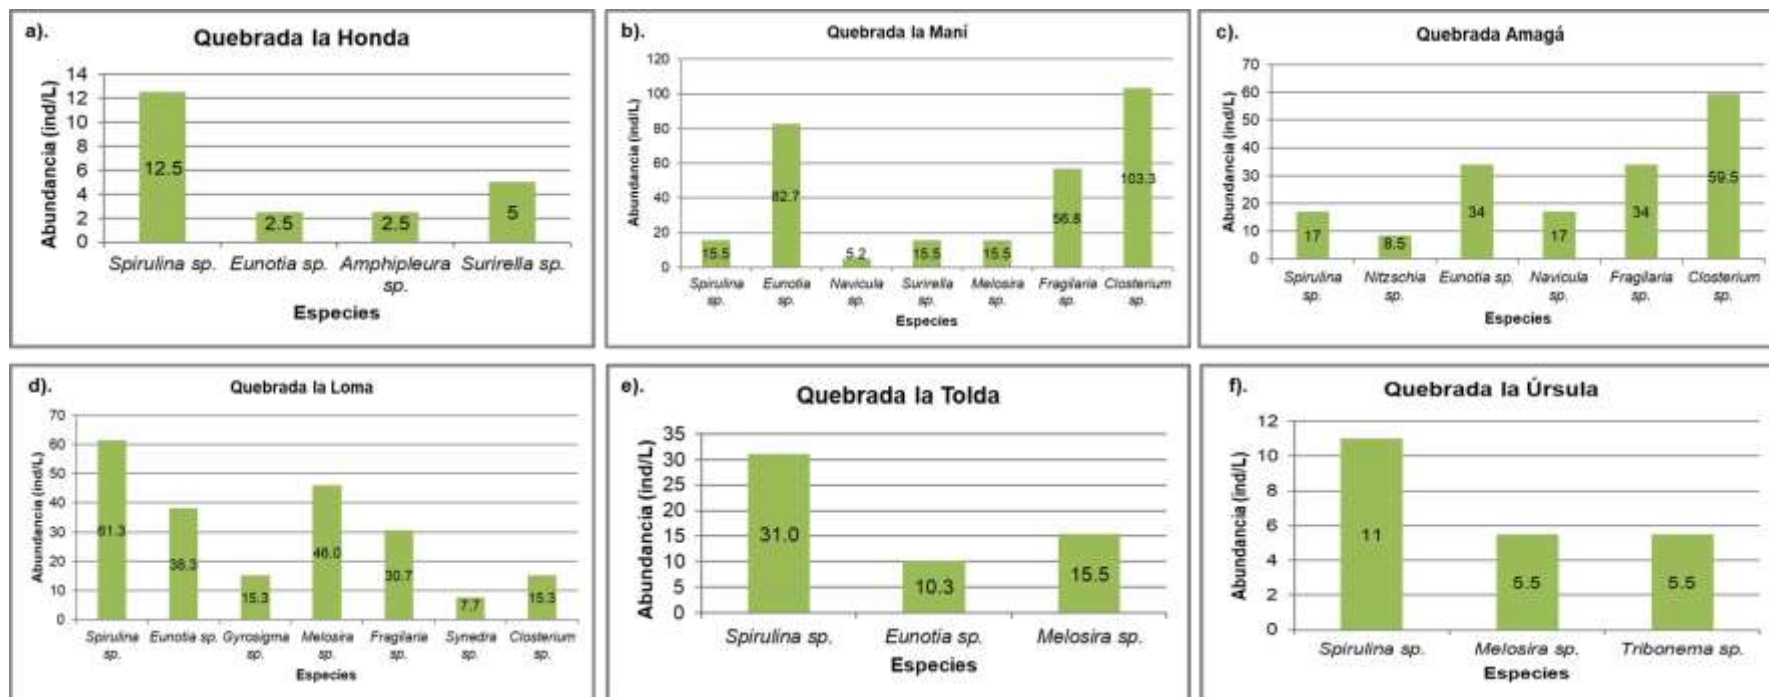 a).
Quebrada la Honda
Abundancia (ind/L)
14
12
10
8
6
4
2
0
12.5
2.5
2.5
5
Spirulina sp. Eunotia sp. Amphipleura Surirella sp.
sp.
Especies
b).
Quebrada la Maní
Abundancia (ind/L)
120
100
80
60
40
20
0
15.5
82.7
5.2
15.5
15.5
56.8
103.3
Spirulina Eunotia Navicula Surirella Melosira Fragilaria Closterium
sp. sp. sp. sp. sp. sp. sp.
Especies
c).
Quebrada Amagá
Abundancia (ind/L)
70
60
50
40
30
20
10
0
17
8.5
34
17
34
59.5
Spirulina Nitzschia Eunotia sp. Navicula Fragilaria Closterium
sp. sp. sp. sp. sp.
Especies
d).
Quebrada la Loma
Abundancia (ind/L)
70
60
50
40
30
20
10
0
61.3
38.3
15.3
46.0
30.7
7.7
15.3
Spirulina Eunotia sp. Gyrosigma Melosira Fragilaria Synedra Closterium
sp. sp. sp. sp. sp. sp.
Especies
e).
Quebrada la Tolda
Abundancia (ind/L)
35
30
25
20
15
10
5
0
31.0
10.3
15.5
Spirulina sp. Eunotia sp. Melosira sp.
Especies
f).
Quebrada la Úrsula
Abundancia (ind/L)
12
10
8
6
4
2
0
11
5.5
5.5
Spirulina sp. Melosira sp. Tribonema sp.
Especies